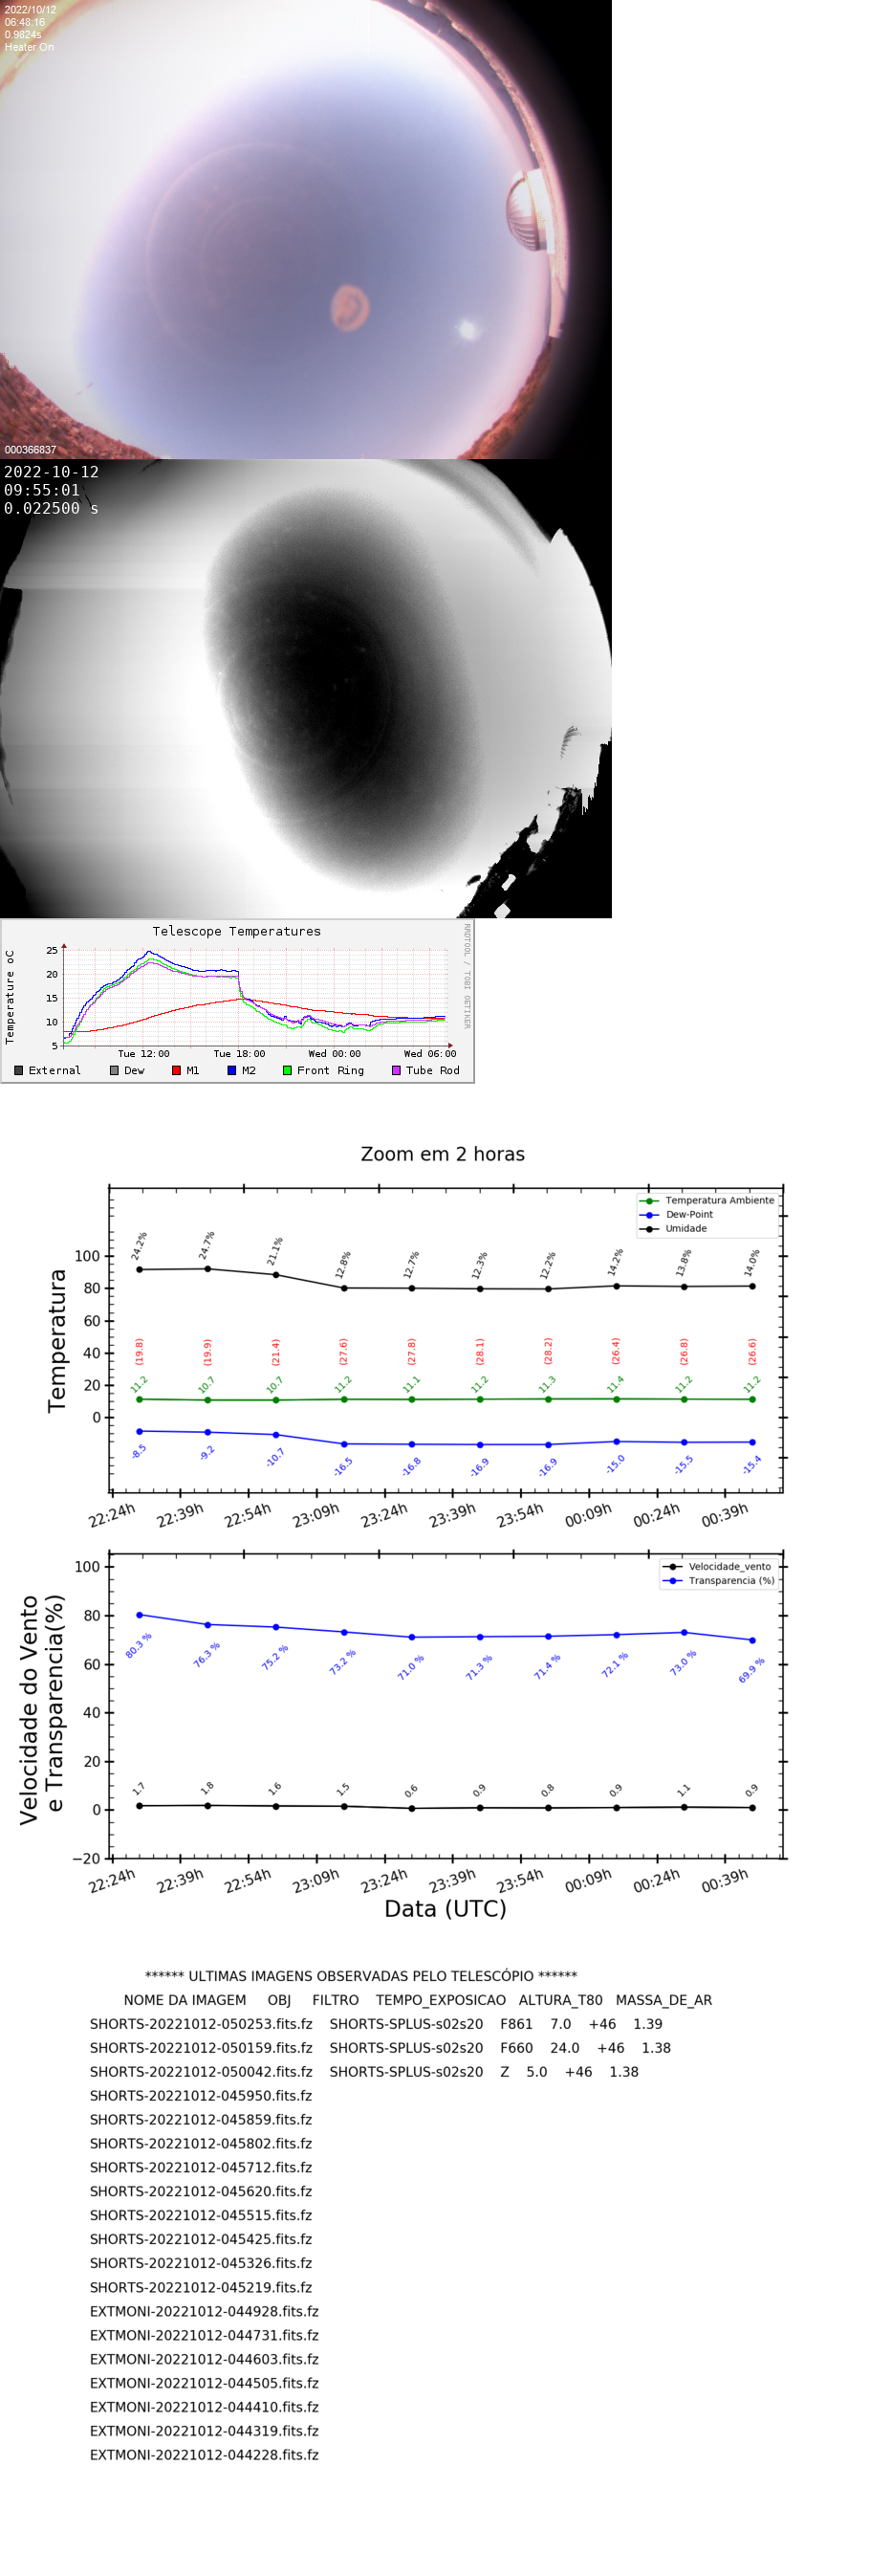 2022/10/12
06:48:16
0.9824s
Heater On
000366837
2022-10-12
09:55:01
0.022500 s
Telescope Temperatures
RRDTOOL / TOBI OETIKER
Temperature oC
25
20
15
10
5
Tue 12:00 Tue 18:00 Wed 00:00 Wed 06:00
External Dew M1 M2 Front Ring Tube Rod
Zoom em 2 horas
Temperatura Ambiente
Dew-Point
Umidade
Temperatura
100
80
60
40
20
0
24.2% 24.7% 21.1% 12.8% 12.7% 12.3% 12.2% 14.2% 13.8% 14.0%
(19.8) (19.9) (21.4) (27.6) (27.8) (28.1) (28.2) (26.4) (26.8) (26.6)
11.2 10.7 10.7 11.2 11.1 11.2 11.3 11.4 11.2 11.2
-8.5 -9.2 -10.7 -16.5 -16.8 -16.9 -16.9 -15.0 -15.5 -15.4
22:24h 22:39h 22:54h 23:09h 23:24h 23:39h 23:54h 00:09h 00:24h 00:39h
Velocidade_vento
Transparencia (%)
Velocidade do Vento
e Transparencia(%)
100
80
60
40
20
0
−20
80.3 % 76.3 % 75.2 % 73.2 % 71.0 % 71.3 % 71.4 % 72.1 % 73.0 % 69.9 %
1.7 1.8 1.6 1.5 0.6 0.9 0.8 0.9 1.1 0.9
22:24h 22:39h 22:54h 23:09h 23:24h 23:39h 23:54h 00:09h 00:24h 00:39h
Data (UTC)
****** ULTIMAS IMAGENS OBSERVADAS PELO TELESCÓPIO ******
NOME DA IMAGEM OBJ FILTRO TEMPO_EXPOSICAO ALTURA_T80 MASSA_DE_AR
SHORTS-20221012-050253.fits.fz SHORTS-SPLUS-s02s20 F861 7.0 +46 1.39
SHORTS-20221012-050159.fits.fz SHORTS-SPLUS-s02s20 F660 24.0 +46 1.38
SHORTS-20221012-050042.fits.fz SHORTS-SPLUS-s02s20 Z 5.0 +46 1.38
SHORTS-20221012-045950.fits.fz
SHORTS-20221012-045859.fits.fz
SHORTS-20221012-045802.fits.fz
SHORTS-20221012-045712.fits.fz
SHORTS-20221012-045620.fits.fz
SHORTS-20221012-045515.fits.fz
SHORTS-20221012-045425.fits.fz
SHORTS-20221012-045326.fits.fz
SHORTS-20221012-045219.fits.fz
EXTMONI-20221012-044928.fits.fz
EXTMONI-20221012-044731.fits.fz
EXTMONI-20221012-044603.fits.fz
EXTMONI-20221012-044505.fits.fz
EXTMONI-20221012-044410.fits.fz
EXTMONI-20221012-044319.fits.fz
EXTMONI-20221012-044228.fits.fz